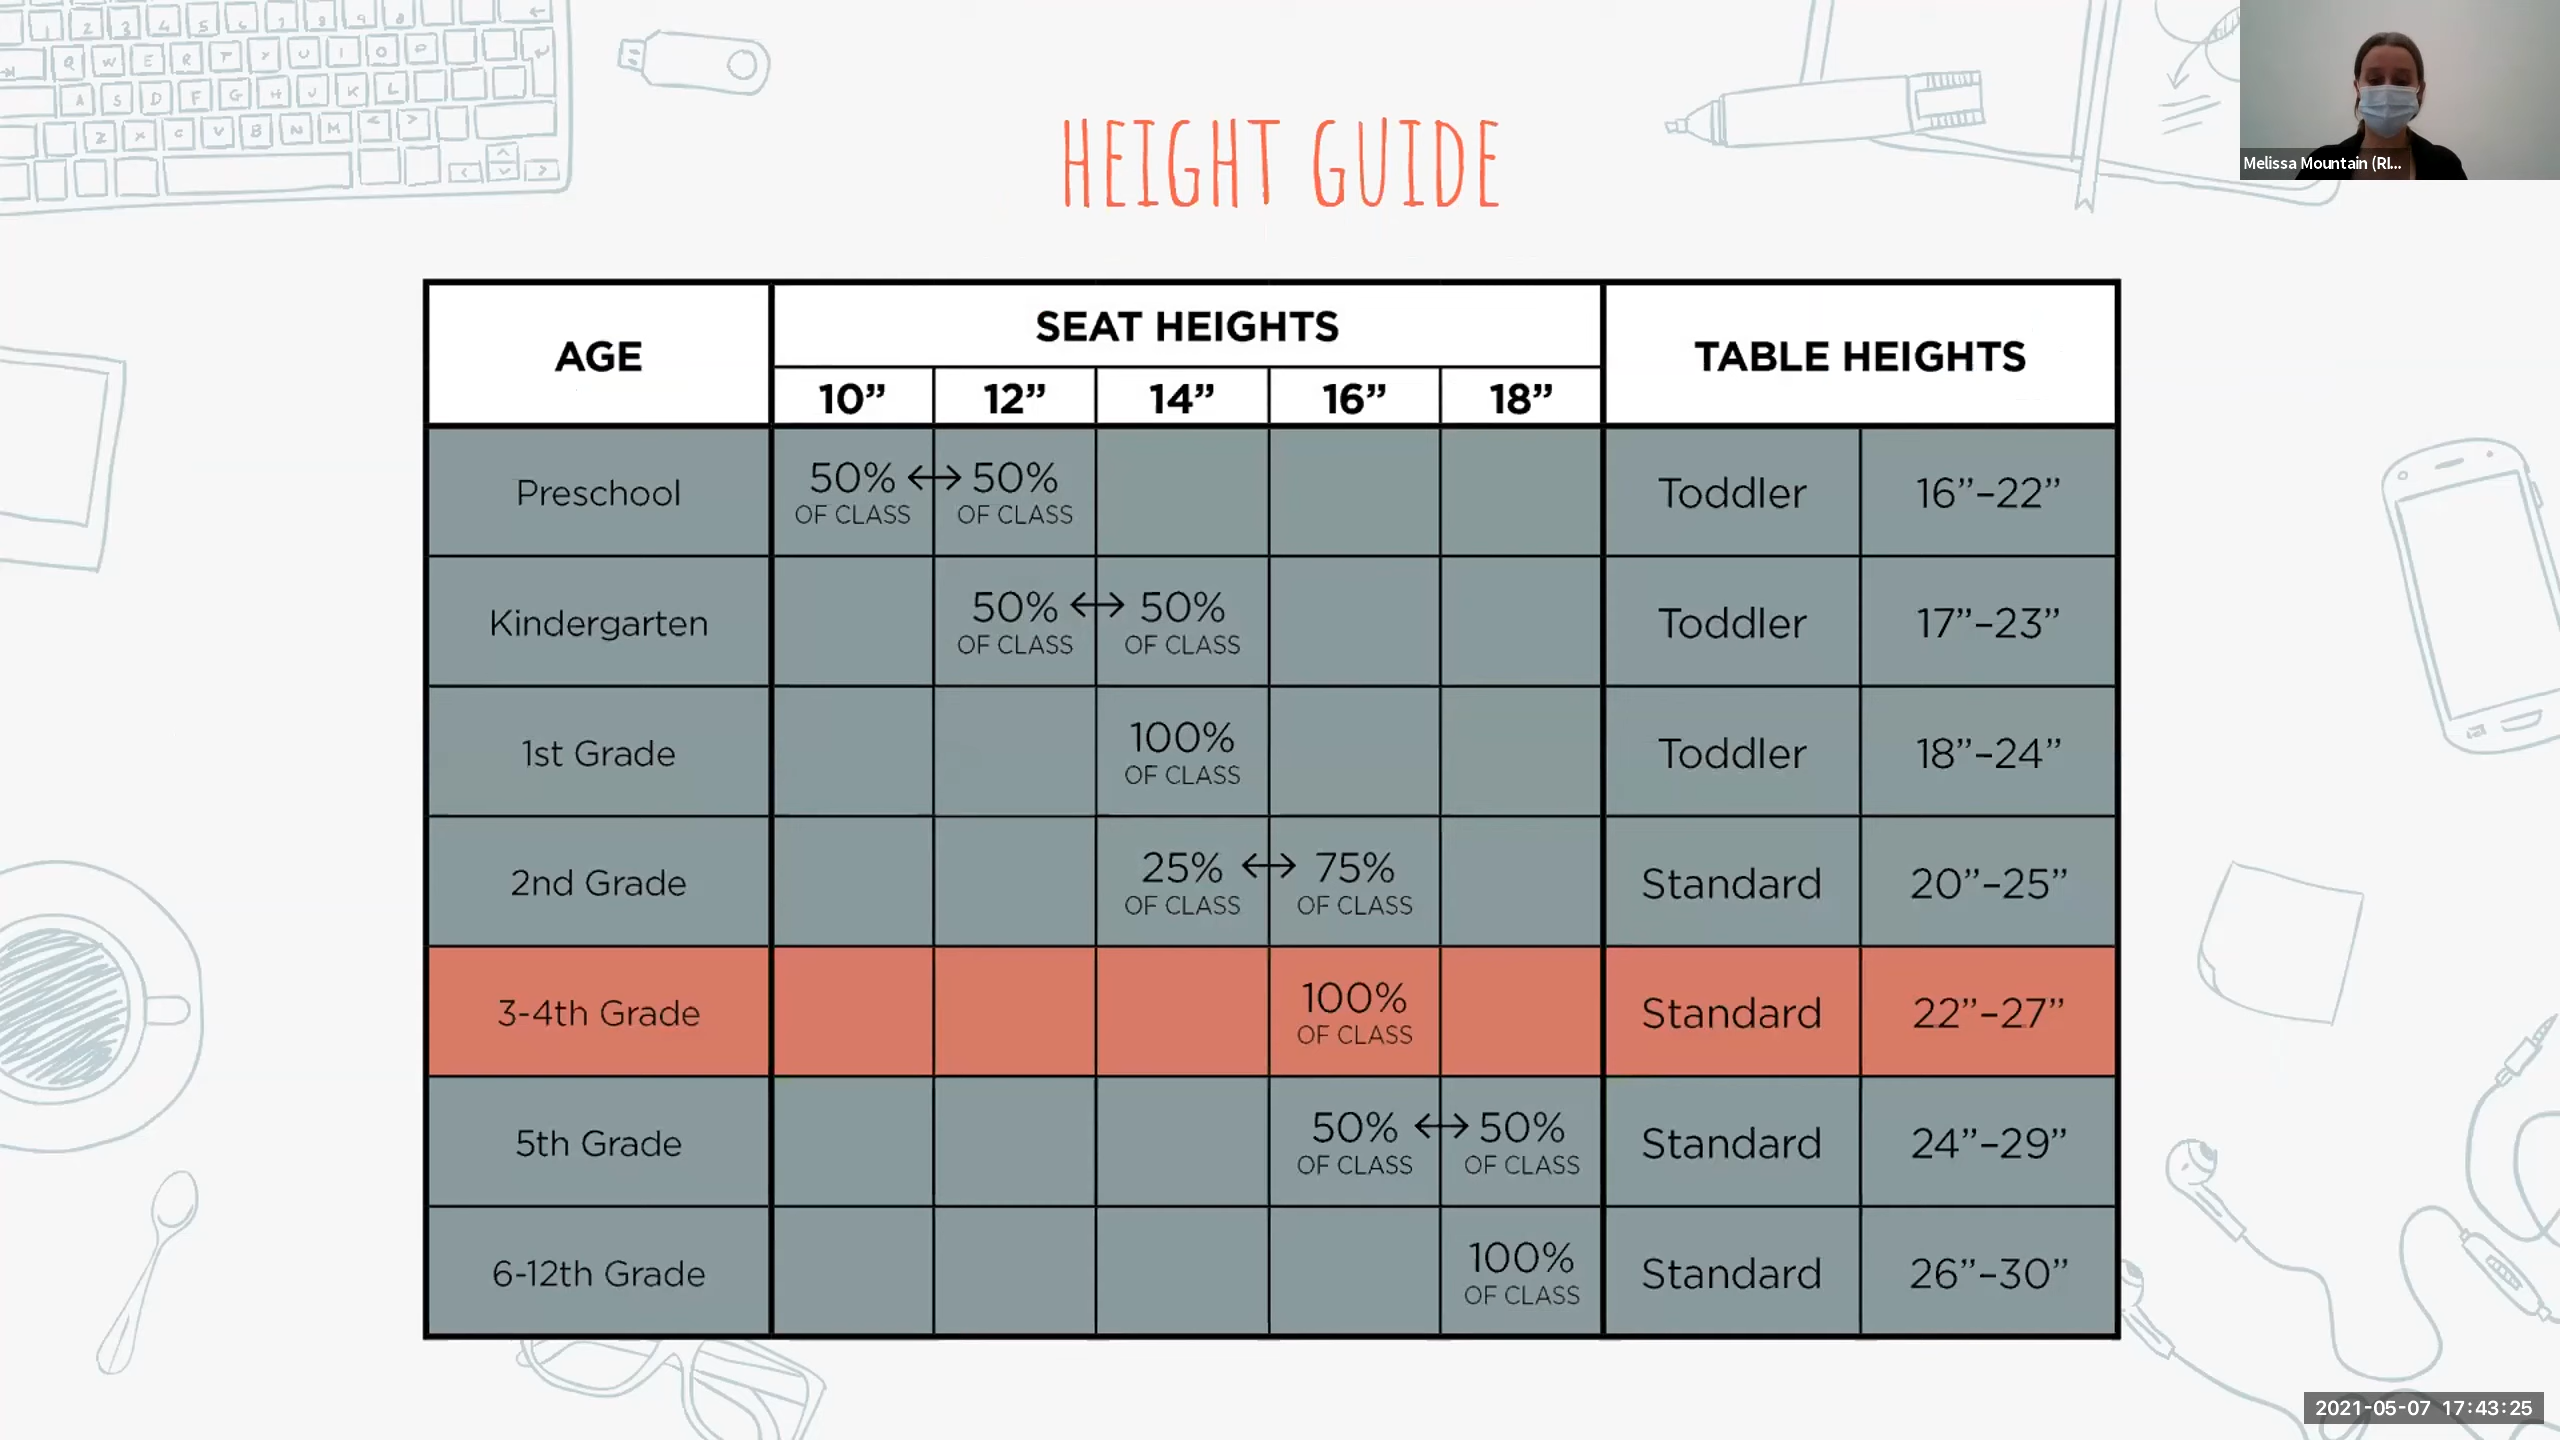 HEIGHT GUIDE
Melissa Mountain (RI...
AGE
SEAT HEIGHTS
TABLE HEIGHTS
10” 12” 14” 16” 18”
Preschool 50% ↔ 50% Toddler 16”–22”
OF CLASS OF CLASS
Kindergarten 50% ↔ 50% Toddler 17”–23”
OF CLASS OF CLASS
1st Grade 100% Toddler 18”–24”
OF CLASS
2nd Grade 25% ↔ 75% Standard 20”–25”
OF CLASS OF CLASS
3-4th Grade 100% Standard 22”–27”
OF CLASS
5th Grade 50% ↔ 50% Standard 24”–29”
OF CLASS OF CLASS
6-12th Grade 100% Standard 26”–30”
OF CLASS
2021-05-07 17:43:25